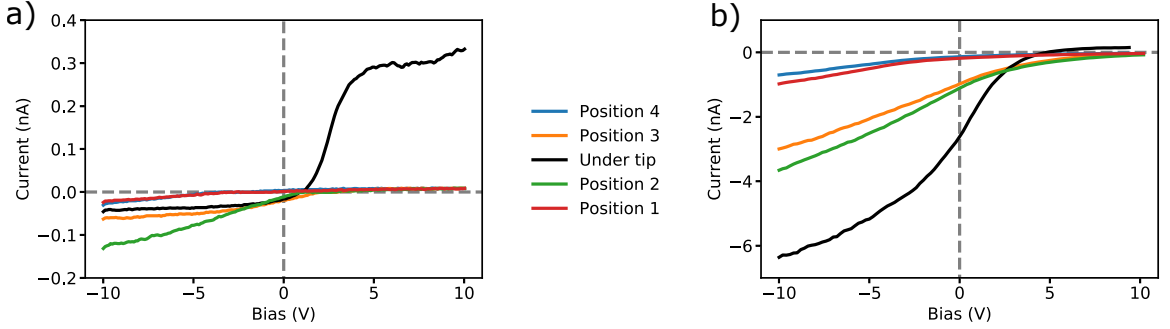 a)
0.4
0.3
0.2
0.1
0.0
−0.1
−0.2
Current (nA)
−10
−5
0
5
10
Bias (V)
Position 4
Position 3
Under tip
Position 2
Position 1
b)
0
−2
−4
−6
Current (nA)
−10
−5
0
5
10
Bias (V)